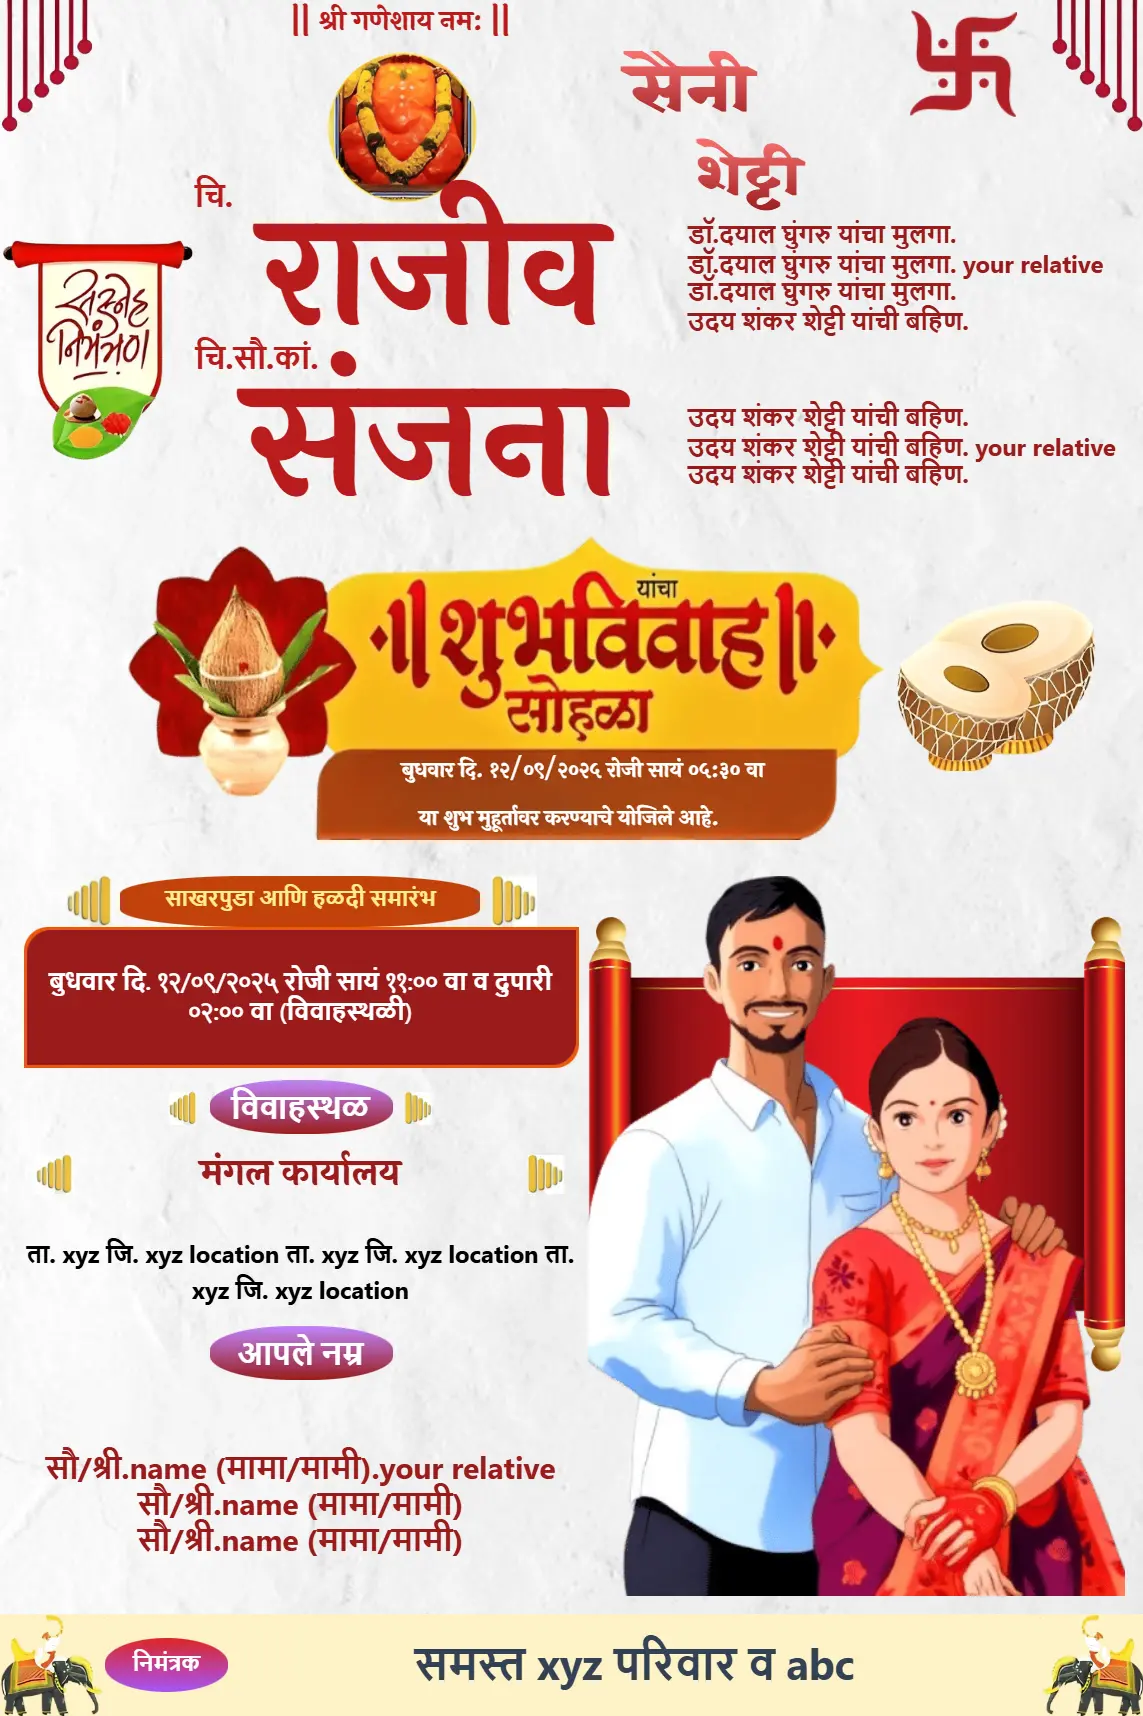 || श्री गणेशाय नम: ||
सैनी
शेट्टी
चि.
राजीव
डॉ.दयाल घुंगरु यांचा मुलगा.
डॉ.दयाल घुंगरु यांचा मुलगा. your relative
डॉ.दयाल घुंगरु यांचा मुलगा.
उदय शंकर शेट्टी यांची बहिण.
सस्नेह
निमंत्रण
चि.सौ.कां.
संजना
उदय शंकर शेट्टी यांची बहिण.
उदय शंकर शेट्टी यांची बहिण. your relative
उदय शंकर शेट्टी यांची बहिण.
यांचा
॥ शुभविवाह ॥
सोहळा
बुधवार दि. १२/०९/२०२५ रोजी सायं ०५:३० वा
या शुभ मुहूर्तावर करण्याचे योजिले आहे.
साखरपुडा आणि हळदी समारंभ
बुधवार दि. १२/०९/२०२५ रोजी सायं ११:०० वा व दुपारी
०२:०० वा (विवाहस्थळी)
विवाहस्थळ
मंगल कार्यालय
ता. xyz जि. xyz location ता. xyz जि. xyz location ता.
xyz जि. xyz location
आपले नम्र
सौ/श्री.name (मामा/मामी).your relative
सौ/श्री.name (मामा/मामी)
सौ/श्री.name (मामा/मामी)
निमंत्रक
समस्त xyz परिवार व abc